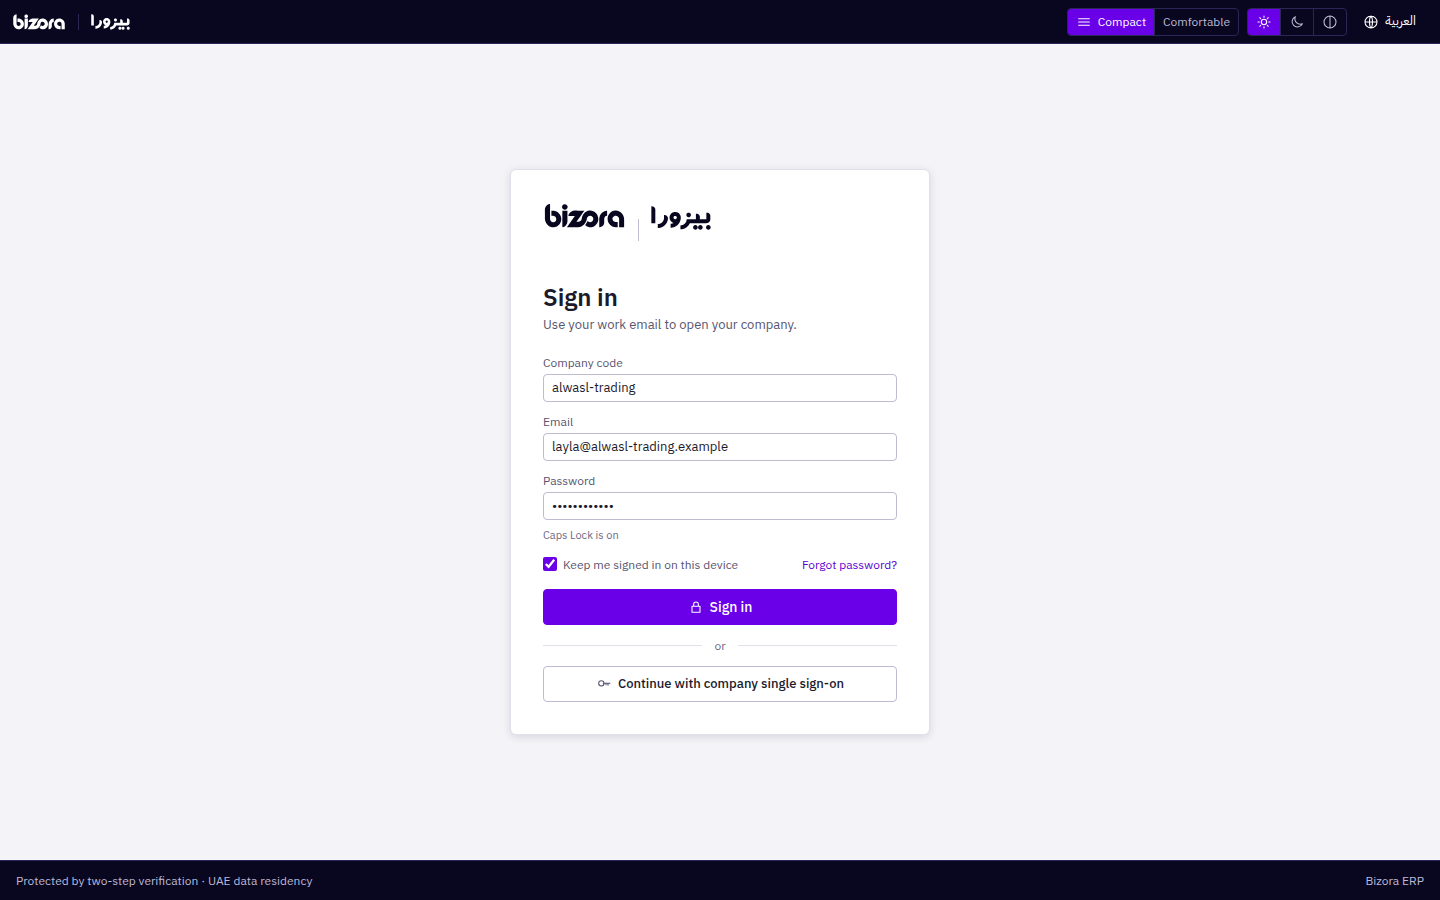 bizora | بيزورا
Compact Comfortable العربية
bizora | بيزورا
Sign in
Use your work email to open your company.
Company code
alwasl-trading
Email
layla@alwasl-trading.example
Password
••••••••••••
Caps Lock is on
Keep me signed in on this device Forgot password?
Sign in
or
Continue with company single sign-on
Protected by two-step verification · UAE data residency
Bizora ERP